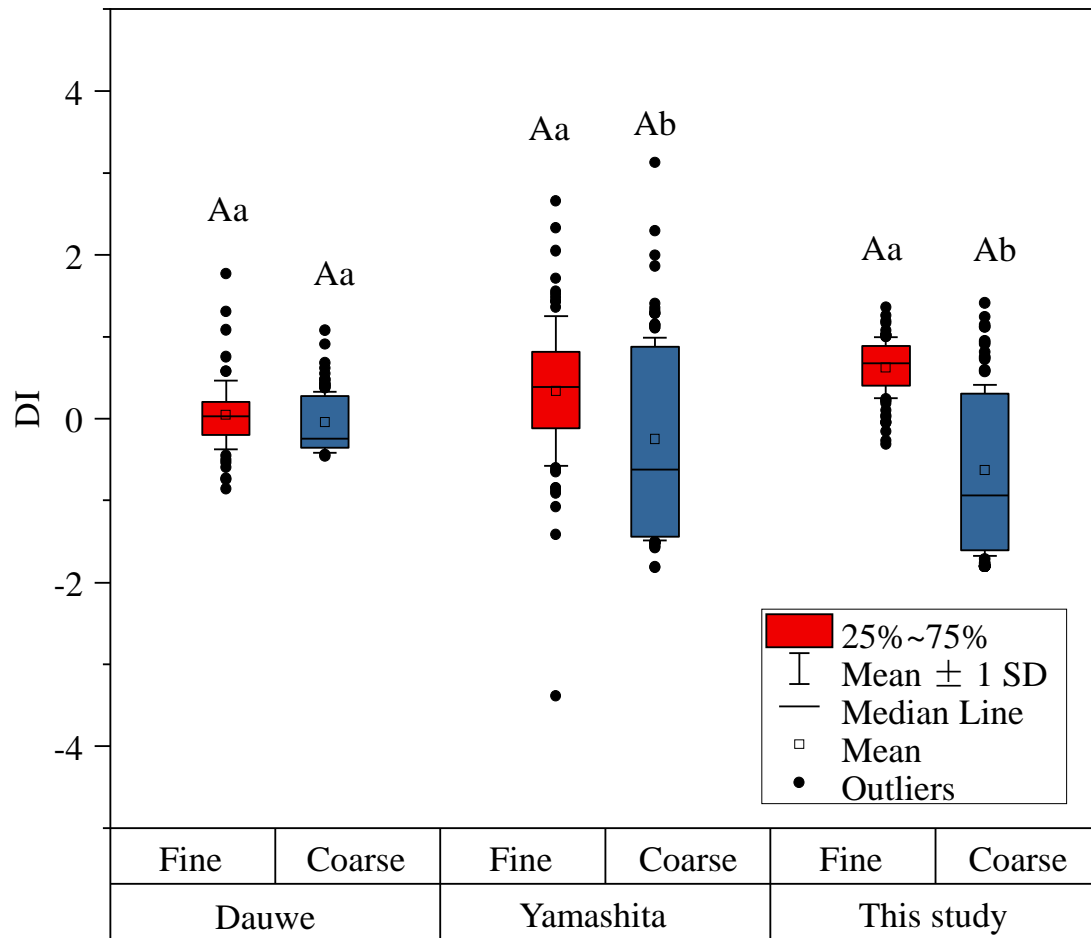 4
2
0
-2
-4
DI
Aa
Aa
Aa
Ab
Aa
Ab
25%~75%
Mean ± 1 SD
Median Line
Mean
Outliers
Fine Coarse Fine Coarse Fine Coarse
Dauwe Yamashita This study